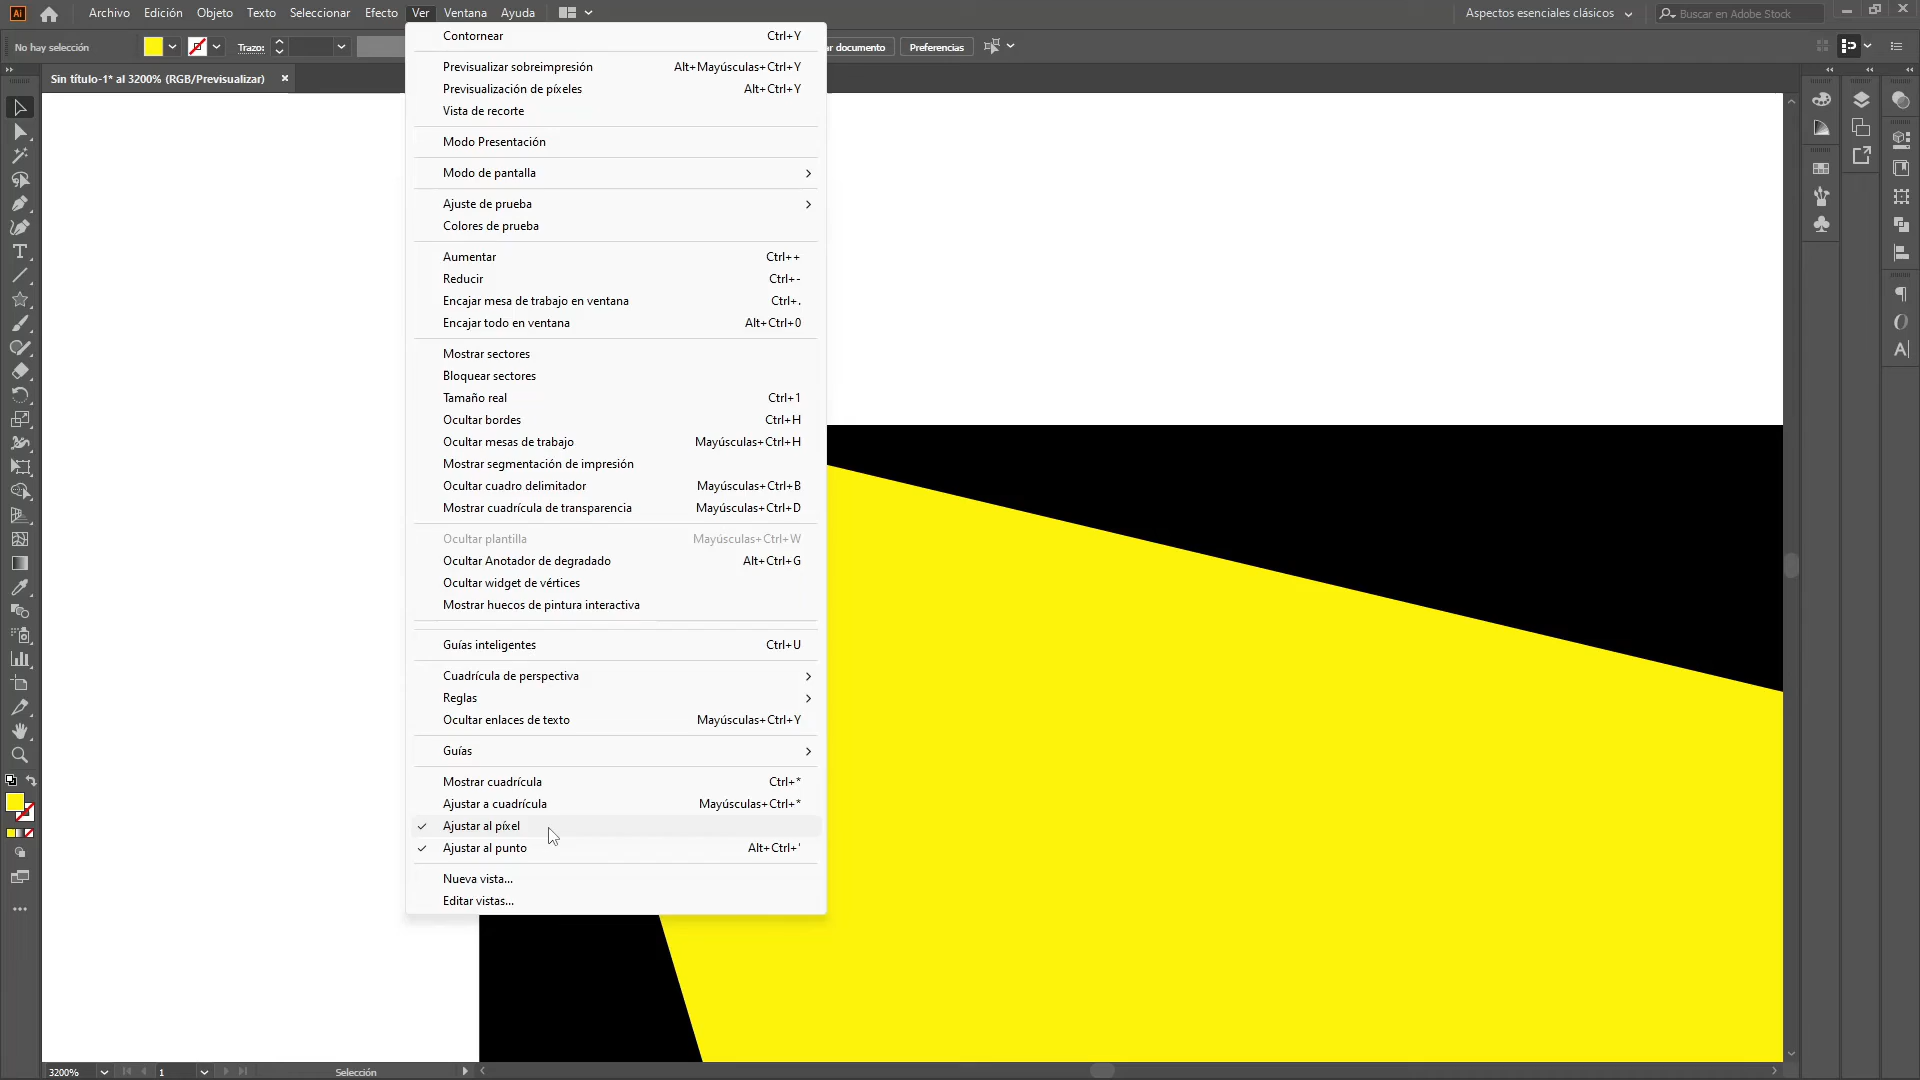 Ai Archivo Edición Objeto Texto Seleccionar Efecto Ver Ventana Ayuda Aspectos esenciales clásicos Buscar en Adobe Stock
No hay selección Trazo: ar documento Preferencias
Sin título-1* al 3200% (RGB/Previsualizar) ×
Contornear Ctrl+Y
Previsualizar sobreimpresión Alt+Mayúsculas+Ctrl+Y
Previsualización de píxeles Alt+Ctrl+Y
Vista de recorte
Modo Presentación
Modo de pantalla
Ajuste de prueba
Colores de prueba
Aumentar Ctrl++
Reducir Ctrl+-
Encajar mesa de trabajo en ventana Ctrl+.
Encajar todo en ventana Alt+Ctrl+0
Mostrar sectores
Bloquear sectores
Tamaño real Ctrl+1
Ocultar bordes Ctrl+H
Ocultar mesas de trabajo Mayúsculas+Ctrl+H
Mostrar segmentación de impresión
Ocultar cuadro delimitador Mayúsculas+Ctrl+B
Mostrar cuadrícula de transparencia Mayúsculas+Ctrl+D
Ocultar plantilla Mayúsculas+Ctrl+W
Ocultar Anotador de degradado Alt+Ctrl+G
Ocultar widget de vértices
Mostrar huecos de pintura interactiva
Guías inteligentes Ctrl+U
Cuadrícula de perspectiva
Reglas
Ocultar enlaces de texto Mayúsculas+Ctrl+Y
Guías
Mostrar cuadrícula Ctrl+*
Ajustar a cuadrícula Mayúsculas+Ctrl+*
Ajustar al píxel
Ajustar al punto Alt+Ctrl+'
Nueva vista...
Editar vistas...
3200% 1 Selección